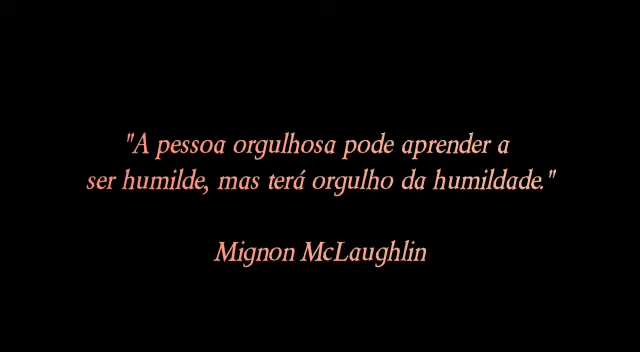 "A pessoa orgulhosa pode aprender a
ser humilde, mas terá orgulho da humildade."
Mignon McLaughlin